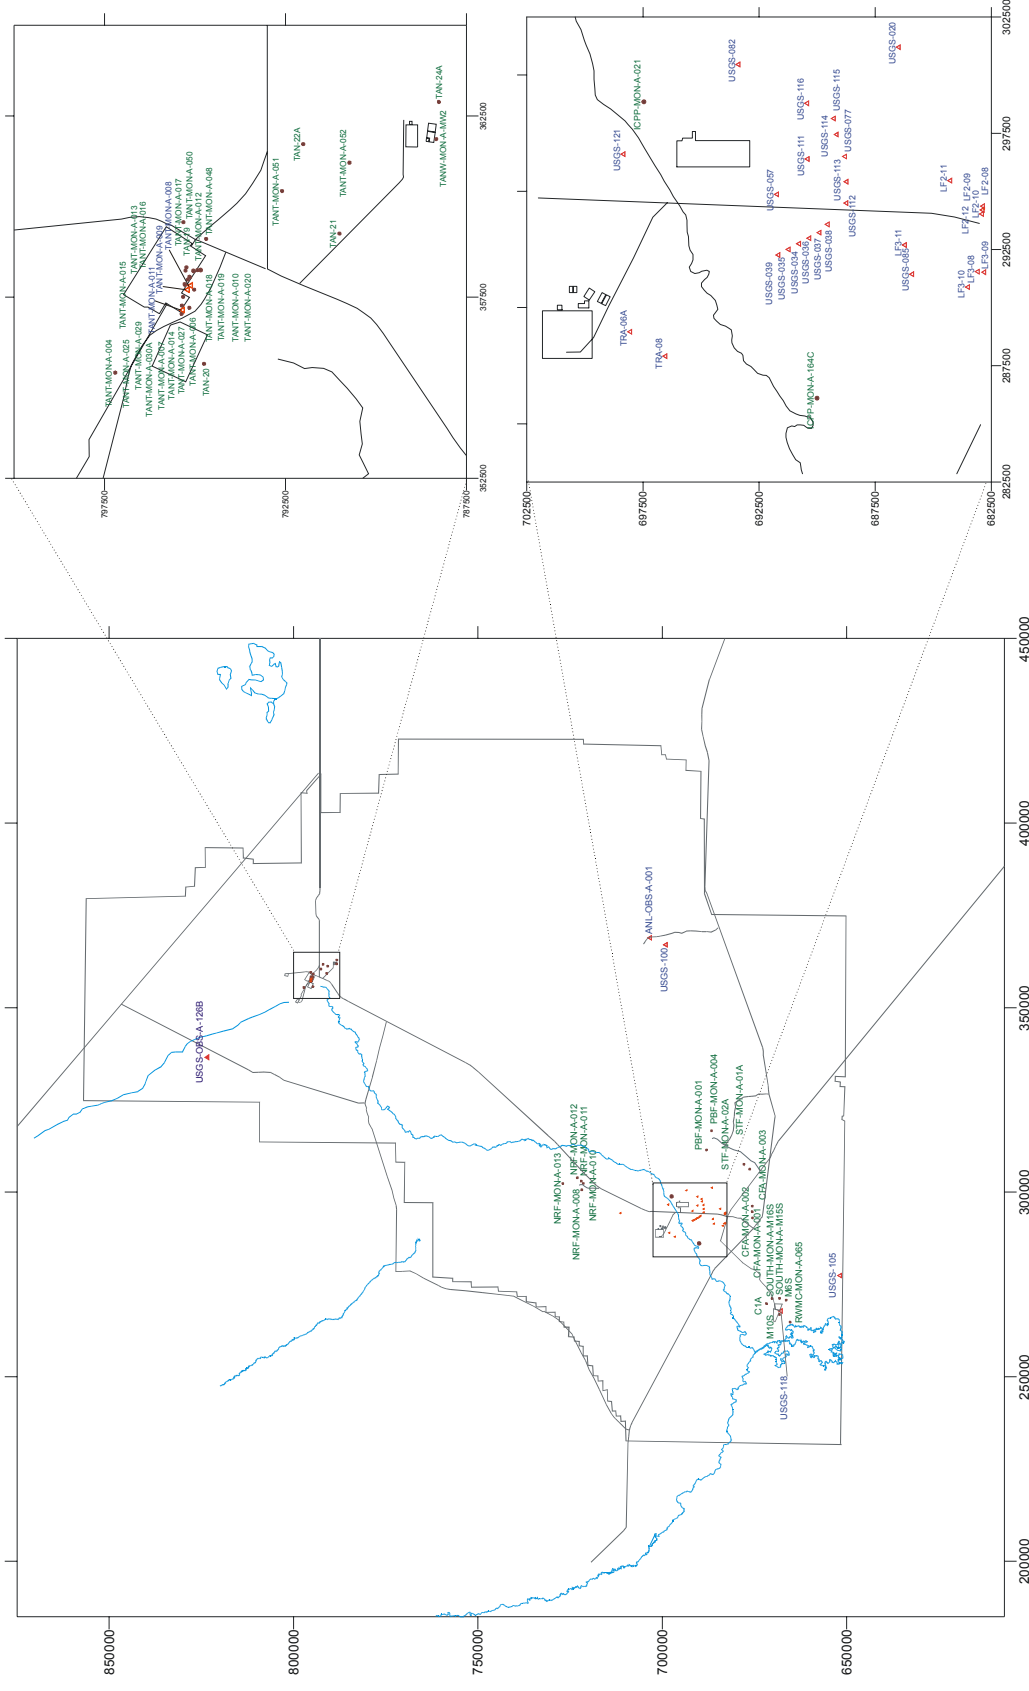 TANT-MON-A-004
TANT-MON-A-025
TANT-MON-A-029
TANT-MON-A-030A
TANT-MON-A-007
TANT-MON-A-014
TANT-MON-A-027
TANT-MON-A-006
TAN-20
TANT-MON-A-018
TANT-MON-A-019
TANT-MON-A-010
TANT-MON-A-020
TANT-MON-A-015
TANT-MON-A-013
TANT-MON-A-016
TANT-MON-A-011
TANT-MON-A-009
TANT-MON-A-008
TANT-MON-A-017
TANT-MON-A-050
TANT-MON-A-012
TANT-MON-A-048
TANT-MON-A-051
TAN-22A
TANT-MON-A-052
TAN-21
TAN-24A
TANW-MON-A-MW2
797500
792500
787500
352500
357500
362500
USGS-082
USGS-020
ICPP-MON-A-021
USGS-121
USGS-116
USGS-115
USGS-114
USGS-111
USGS-077
USGS-113
USGS-112
USGS-057
USGS-039
USGS-035
USGS-034
USGS-036
USGS-037
USGS-038
USGS-085
LF2-11
LF2-12
LF2-09
LF2-10
LF2-08
LF3-11
LF3-10
LF3-08
LF3-09
TRA-06A
TRA-08
CPP-MON-A-164C
702500
697500
692500
687500
682500
282500
287500
292500
297500
302500
USGS-OBS-A-126B
ANL-OBS-A-001
USGS-100
NRF-MON-A-013
NRF-MON-A-012
NRF-MON-A-011
NRF-MON-A-010
NRF-MON-A-008
PBF-MON-A-001
PBF-MON-A-004
STF-MON-A-02A
STF-MON-A-01A
CFA-MON-A-003
CFA-MON-A-002
CFA-MON-A-001
SOUTH-MON-A-M16S
SOUTH-MON-A-M15S
C1A
M10S
M6S
RWMC-MON-A-065
USGS-105
USGS-118
850000
800000
750000
700000
650000
200000
250000
300000
350000
400000
450000